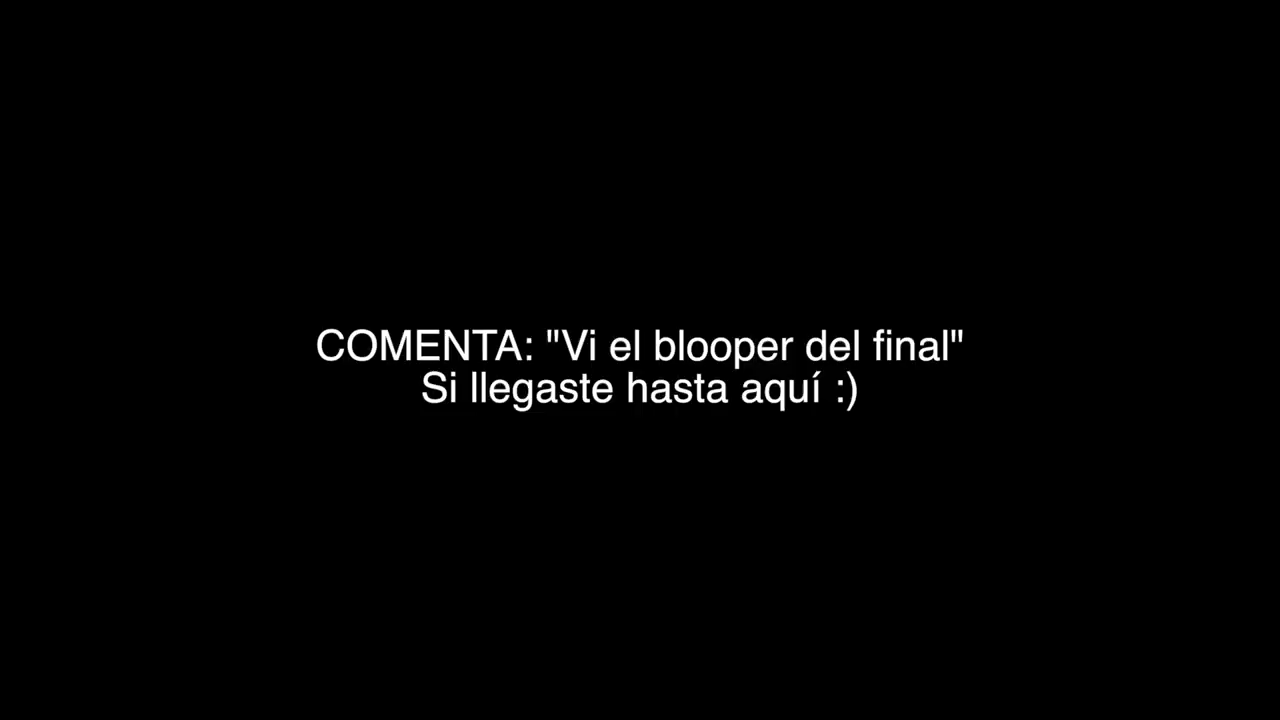 COMENTA: "Vi el blooper del final"
Si llegaste hasta aquí :)